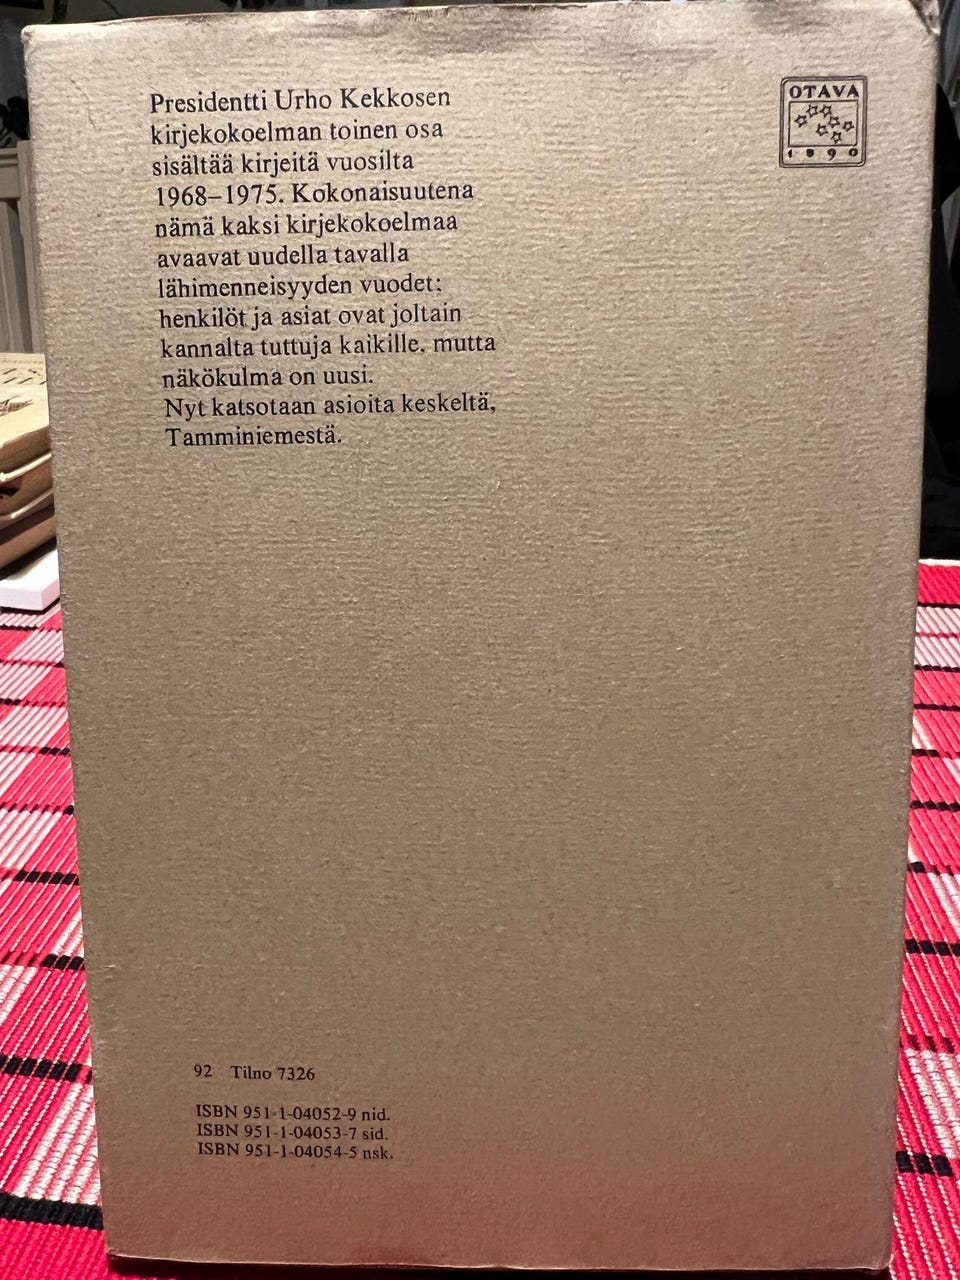 Presidentti Urho Kekkosen
kirjekokoelman toinen osa
sisältää kirjeitä vuosilta
1968–1975. Kokonaisuutena
nämä kaksi kirjekokoelmaa
avaavat uudella tavalla
lähimenneisyyden vuodet:
henkilöt ja asiat ovat joltain
kannalta tuttuja kaikille, mutta
näkökulma on uusi.
Nyt katsotaan asioita keskeltä,
Tamminiemestä.
OTAVA
1890
92 Tilno 7326
ISBN 951-1-04052-9 nid.
ISBN 951-1-04053-7 sid.
ISBN 951-1-04054-5 nsk.